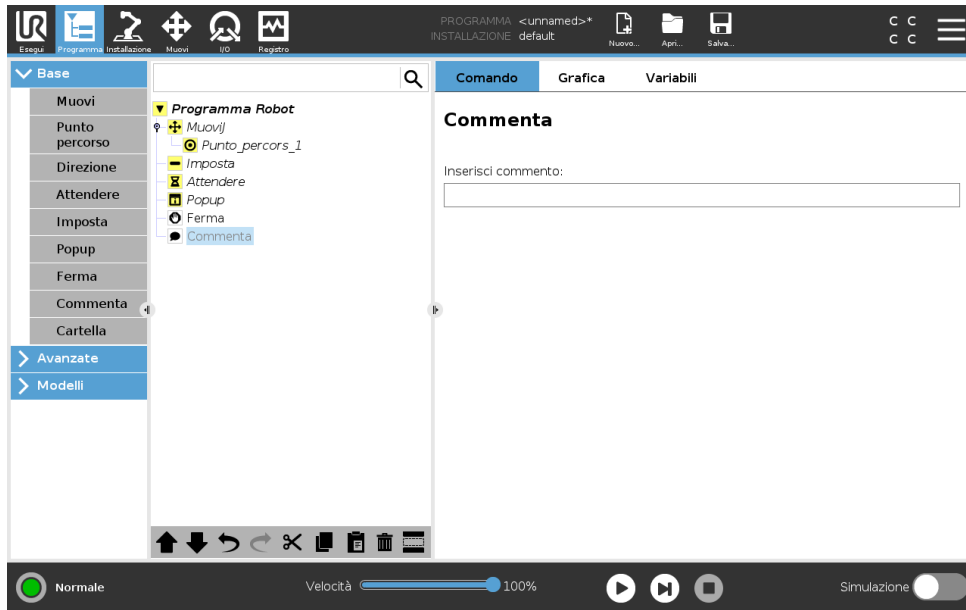 PROGRAMMA <unnamed>*
INSTALLAZIONE default
UR
Esegui
Programma
Installazione
Muovi
I/O
Registro
Nuovo...
Apri...
Salva...
C C
C C
Base
Muovi
Punto
percorso
Direzione
Attendere
Imposta
Popup
Ferma
Commenta
Cartella
Avanzate
Modelli
Programma Robot
MuoviJ
Punto_percors_1
Imposta
Attendere
Popup
Ferma
Commenta
Comando
Grafica
Variabili
Commenta
Inserisci commento:
Normale
Velocità
100%
Simulazione